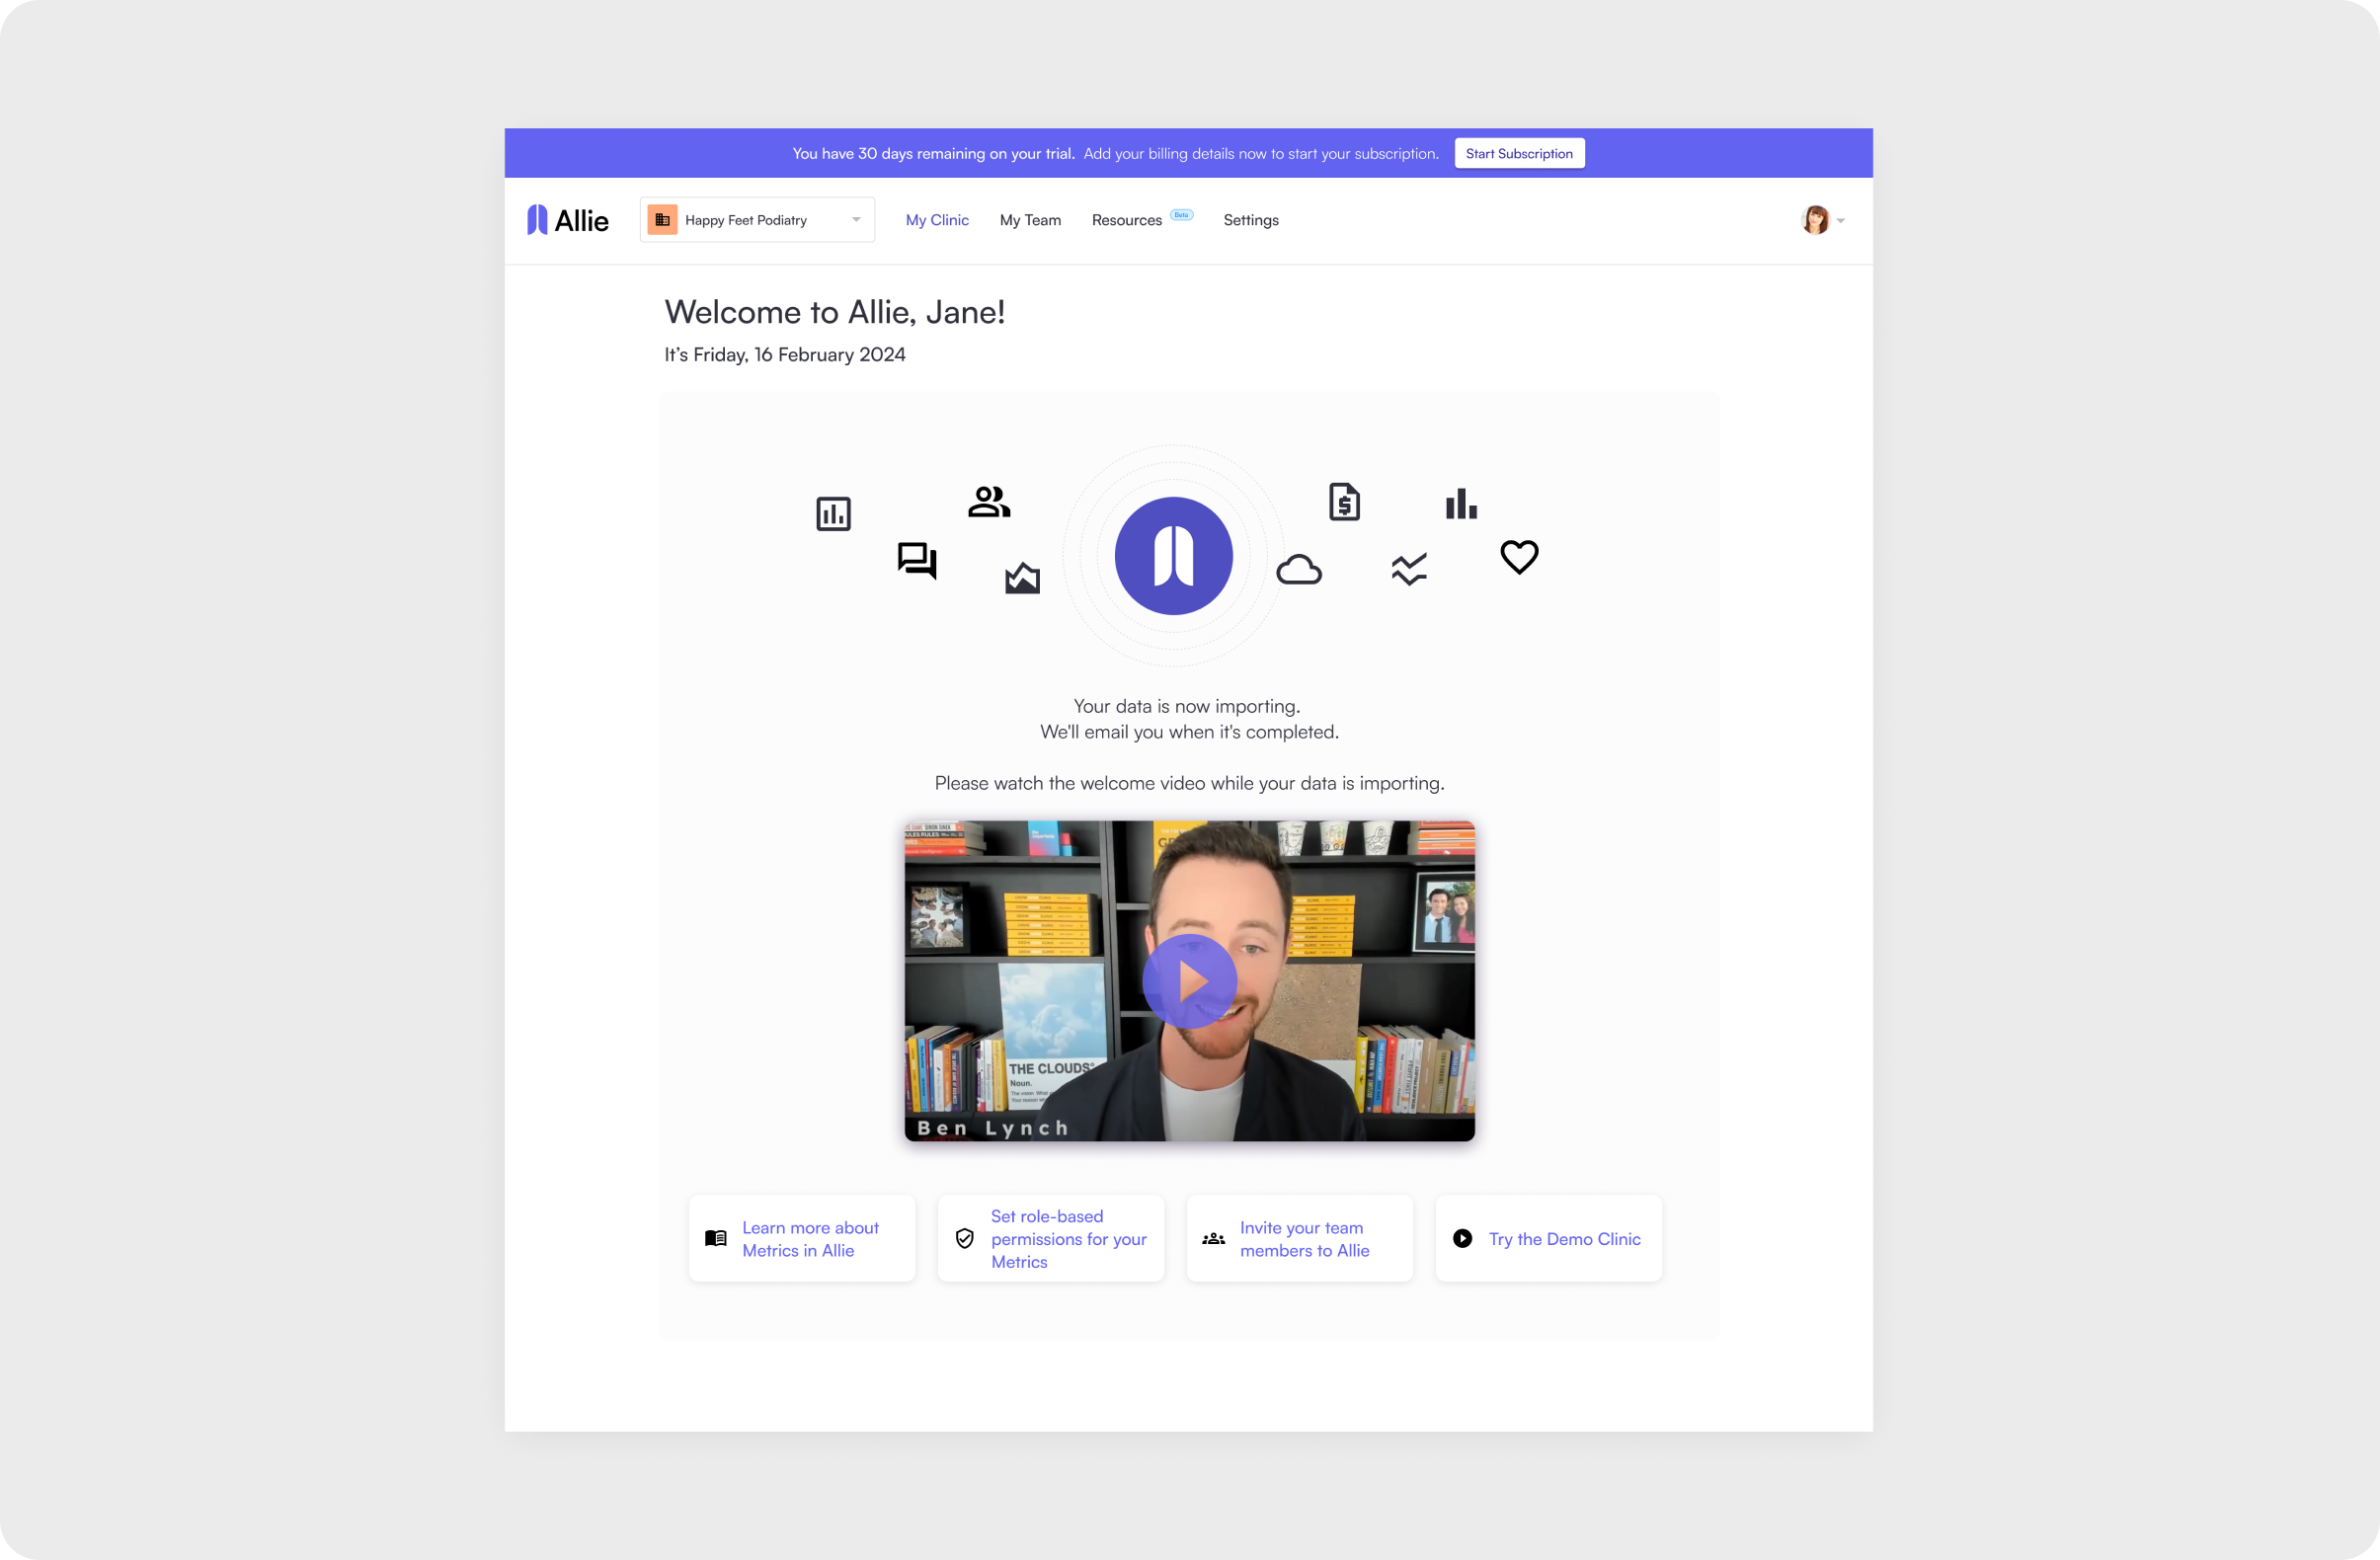 You have 30 days remaining on your trial. Add your billing details now to start your subscription. Start Subscription
Allie
Happy Feet Podiatry
My Clinic
My Team
Resources
Beta
Settings
Welcome to Allie, Jane!
It’s Friday, 16 February 2024
Your data is now importing.
We'll email you when it's completed.
Please watch the welcome video while your data is importing.
THE CLOUDS
Noun.
Ben Lynch
Learn more about
Metrics in Allie
Set role-based
permissions for your
Metrics
Invite your team
members to Allie
Try the Demo Clinic